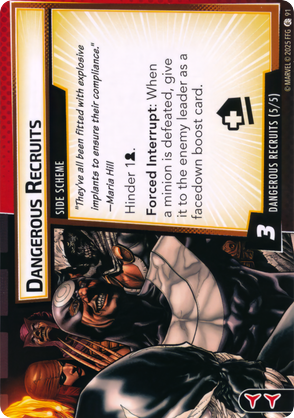 DANGEROUS RECRUITS
SIDE SCHEME
"They've all been fitted with explosive
implants to ensure their compliance."
—Maria Hill
Hinder 1.
Forced Interrupt: When
a minion is defeated, give
it to the enemy leader as a
facedown boost card.
3
DANGEROUS RECRUITS (5/5)
© MARVEL © 2025 FFG 91